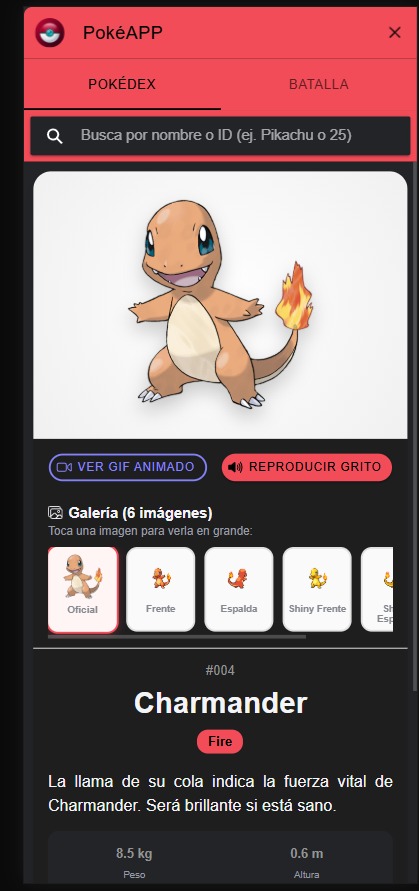 PokéAPP
POKÉDEX BATALLA
Busca por nombre o ID (ej. Pikachu o 25)
VER GIF ANIMADO REPRODUCIR GRITO
Galería (6 imágenes)
Toca una imagen para verla en grande:
Oficial Frente Espalda Shiny Frente Sh
Esp
#004
Charmander
Fire
La llama de su cola indica la fuerza vital de
Charmander. Será brillante si está sano.
8.5 kg 0.6 m
Peso Altura